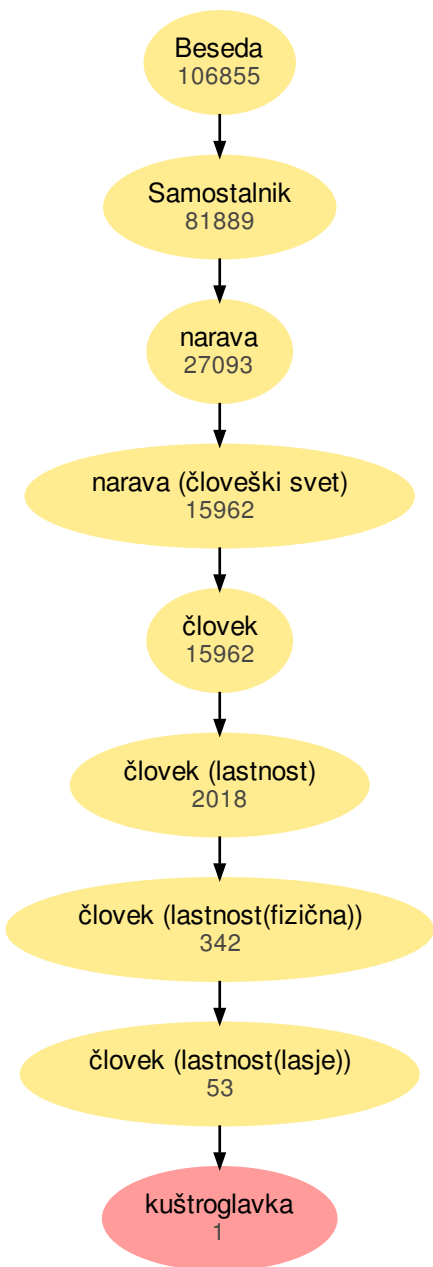 Beseda
106855
Samostalnik
81889
narava
27093
narava (človeški svet)
15962
človek
15962
človek (lastnost)
2018
človek (lastnost(fizična))
342
človek (lastnost(lasje))
53
kuštroglavka
1